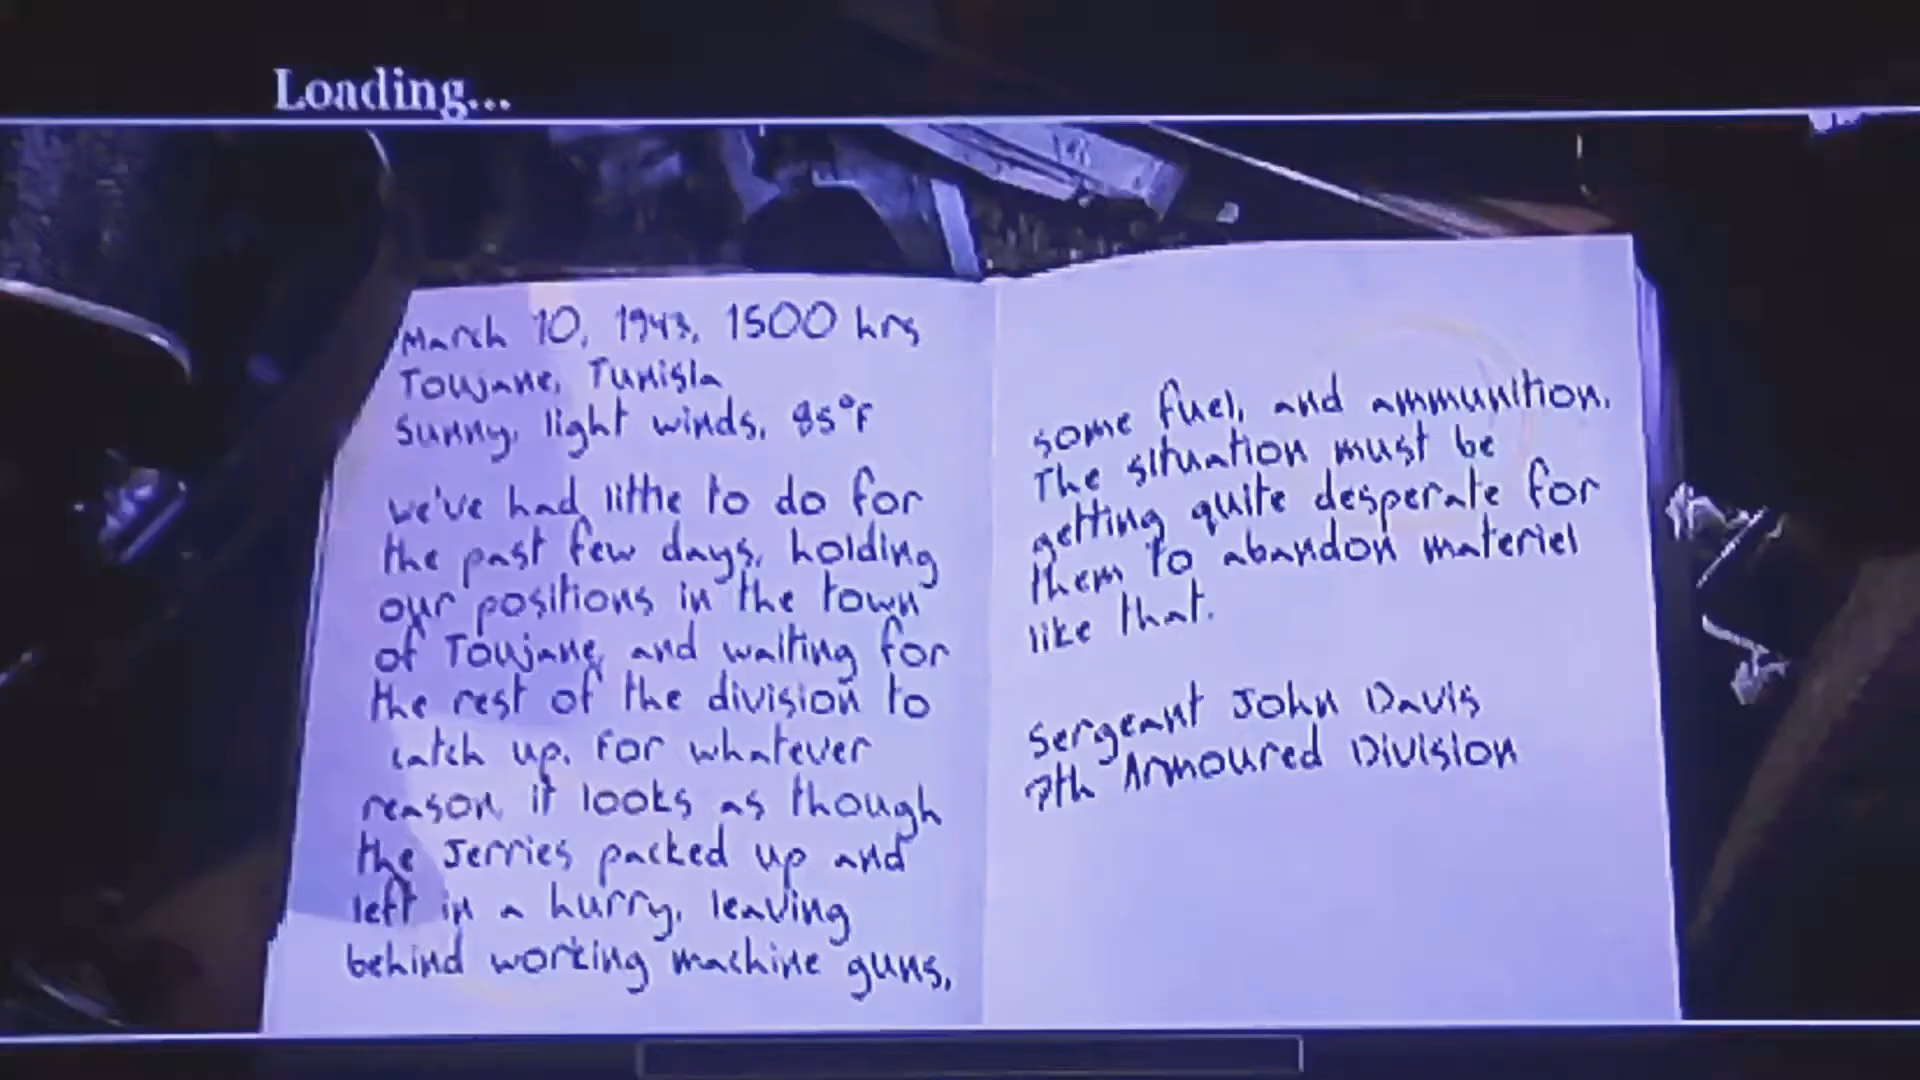 Loading...
March 10, 1943, 1500 hrs
Toujane, Tunisia
Sunny, light winds, 85°F
We've had little to do for
the past few days, holding
our positions in the town
of Toujane, and waiting for
the rest of the division to
catch up. For whatever
reason, it looks as though
the Jerries packed up and
left in a hurry, leaving
behind working machine guns,
some fuel, and ammunition.
The situation must be
getting quite desperate for
them to abandon materiel
like that.
Sergeant John Davis
7th Armoured Division